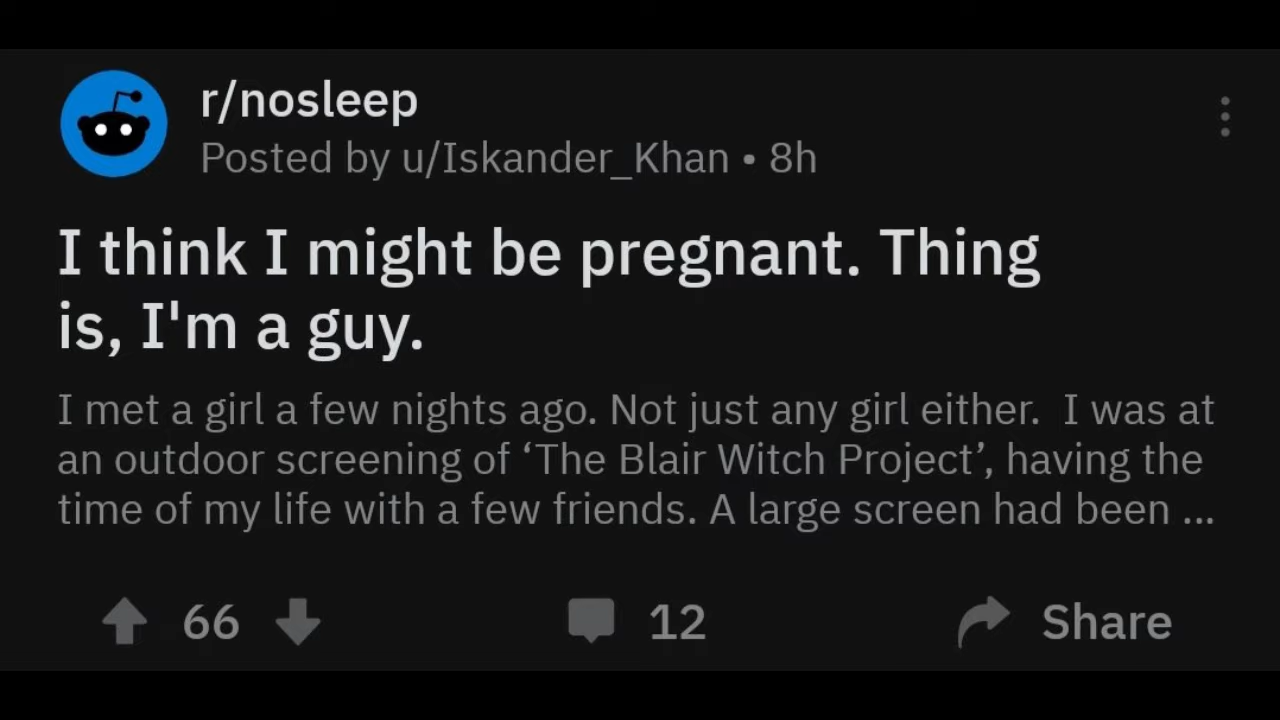 r/nosleep
Posted by u/Iskander_Khan • 8h
I think I might be pregnant. Thing
is, I'm a guy.
I met a girl a few nights ago. Not just any girl either.  I was at
an outdoor screening of ‘The Blair Witch Project’, having the
time of my life with a few friends. A large screen had been ...
66
12
Share